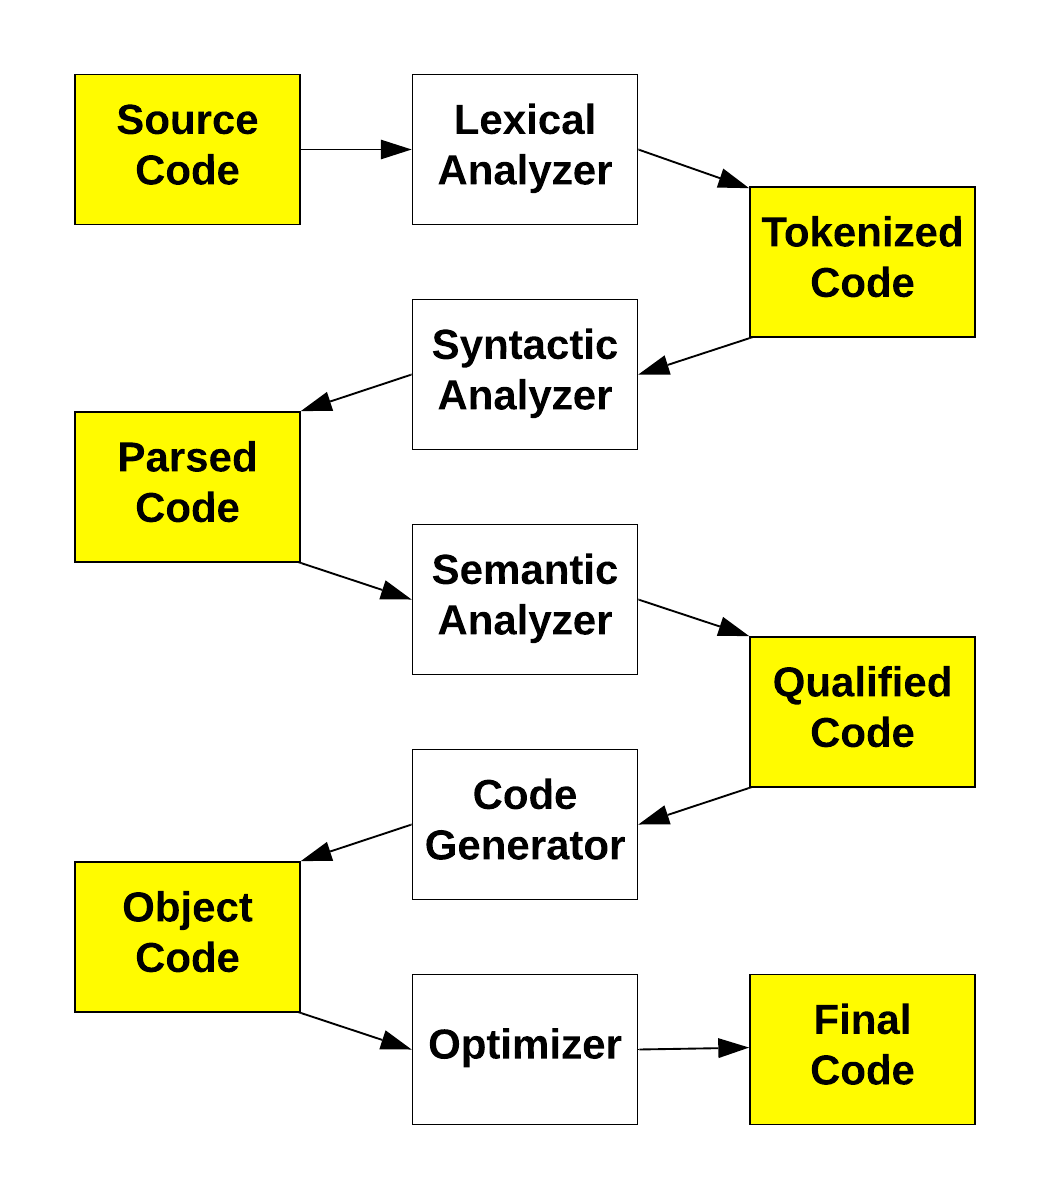 Source
Code
Lexical
Analyzer
Tokenized
Code
Syntactic
Analyzer
Parsed
Code
Semantic
Analyzer
Qualified
Code
Code
Generator
Object
Code
Optimizer
Final
Code